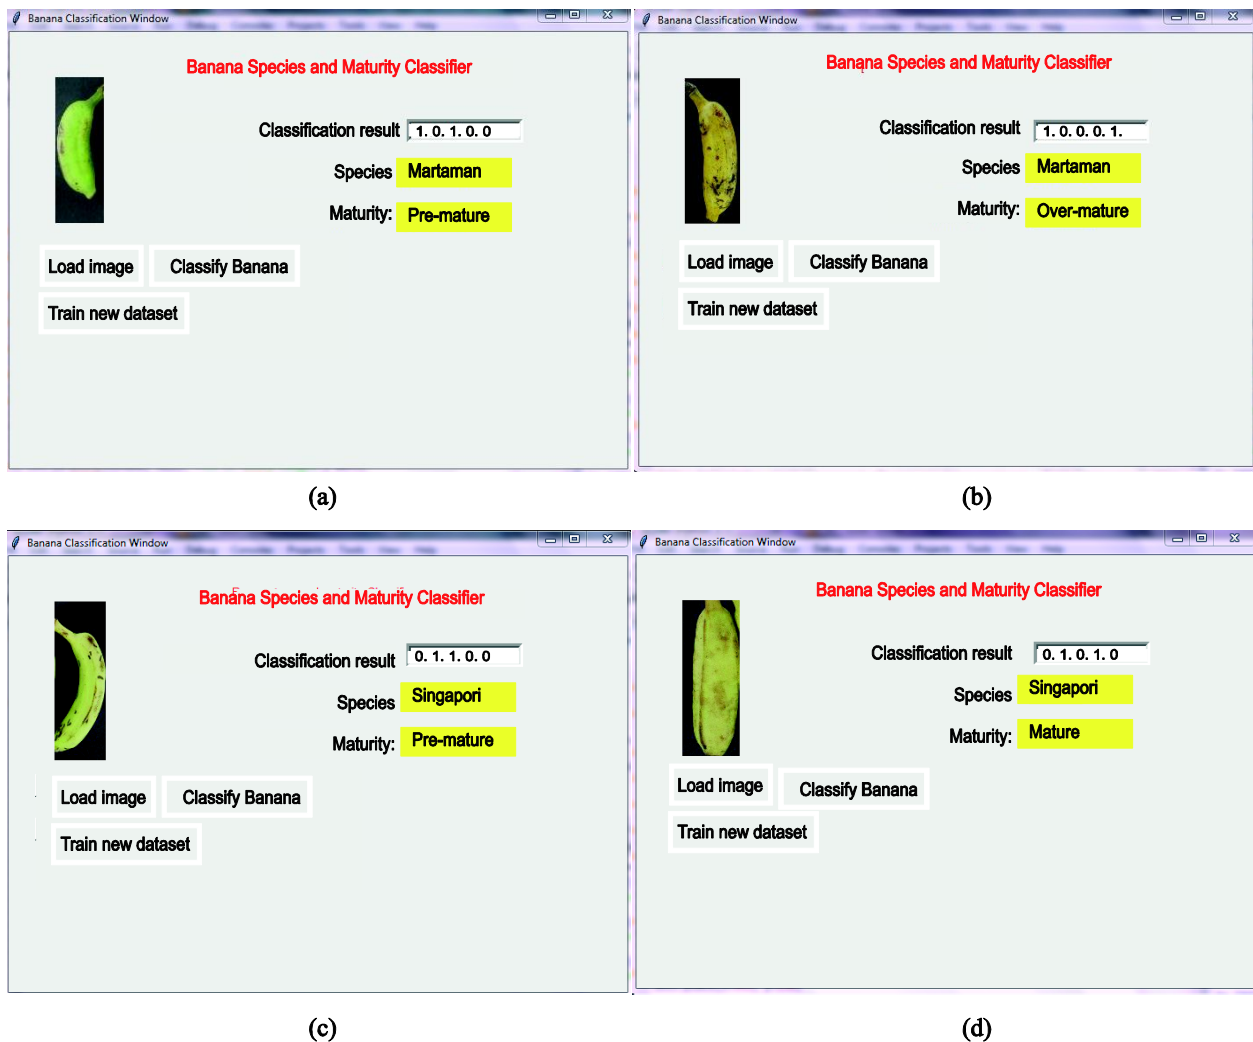 Banana Classification Window
Banana Species and Maturity Classifier
Classification result 1. 0. 1. 0. 0
Species Martaman
Maturity: Pre-mature
Load image Classify Banana
Train new dataset
(a)
Banana Classification Window
Banana Species and Maturity Classifier
Classification result 1. 0. 0. 0. 1.
Species Martaman
Maturity: Over-mature
Load image Classify Banana
Train new dataset
(b)
Banana Classification Window
Banana Species and Maturity Classifier
Classification result 0. 1. 1. 0. 0
Species Singapori
Maturity: Pre-mature
Load image Classify Banana
Train new dataset
(c)
Banana Classification Window
Banana Species and Maturity Classifier
Classification result 0. 1. 0. 1. 0
Species Singapori
Maturity: Mature
Load image Classify Banana
Train new dataset
(d)